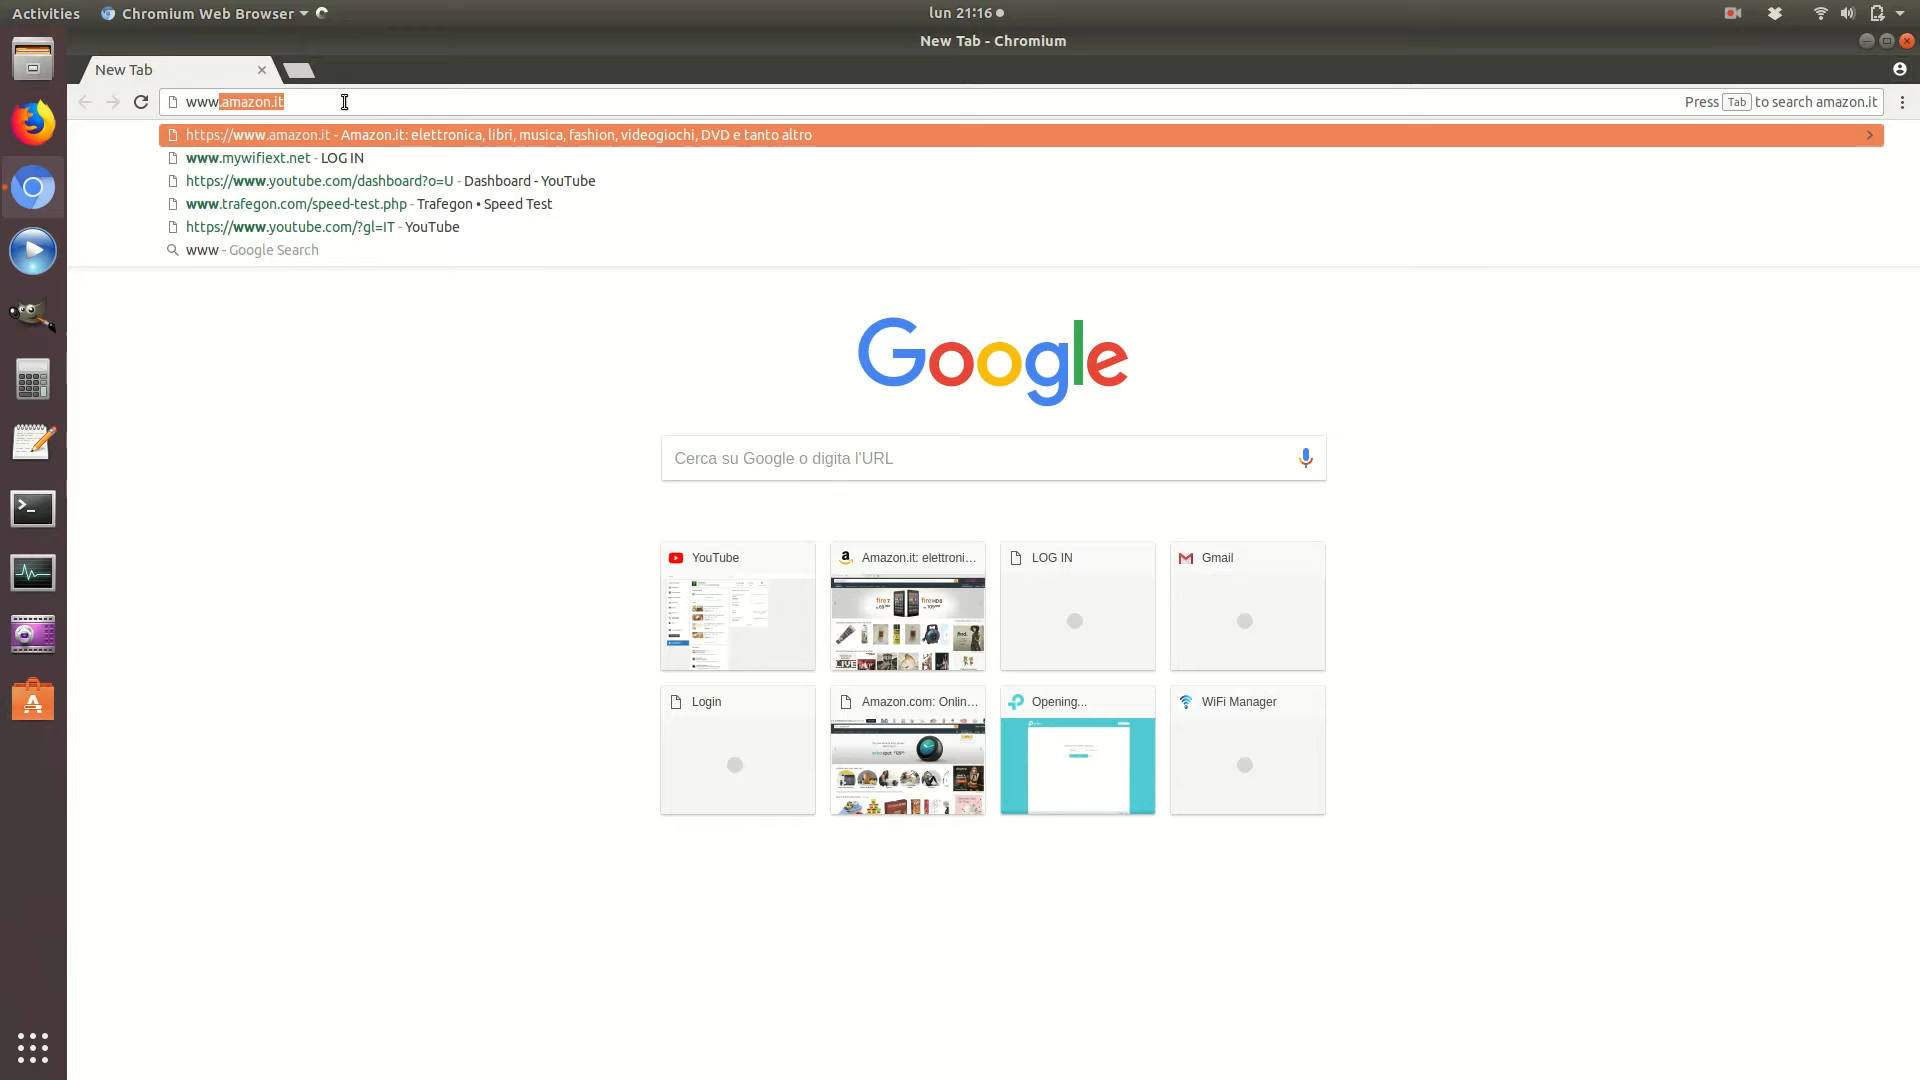 Activities Chromium Web Browser lun 21:16
New Tab - Chromium
New Tab
www.amazon.it Press Tab to search amazon.it
https://www.amazon.it - Amazon.it: elettronica, libri, musica, fashion, videogiochi, DVD e tanto altro
www.mywifiext.net - LOG IN
https://www.youtube.com/dashboard?o=U - Dashboard - YouTube
www.trafegon.com/speed-test.php - Trafegon • Speed Test
https://www.youtube.com/?gl=IT - YouTube
www - Google Search
Google
Cerca su Google o digita l'URL
YouTube Amazon.it: elettroni... LOG IN Gmail
Login Amazon.com: Onlin... Opening... WiFi Manager